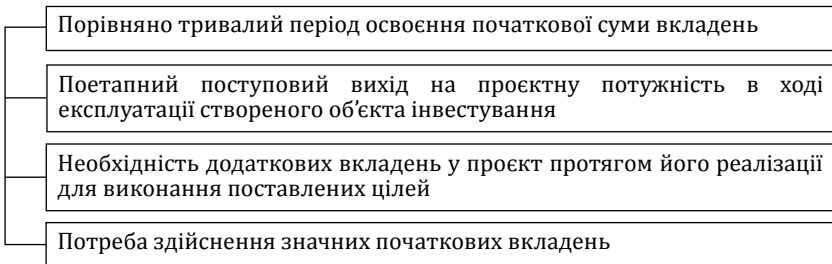 Порівняно тривалий період освоєння початкової суми вкладень
Поетапний поступовий вихід на проєктну потужність в ході
експлуатації створеного об’єкта інвестування
Необхідність додаткових вкладень у проєкт протягом його реалізації
для виконання поставлених цілей
Потреба здійснення значних початкових вкладень